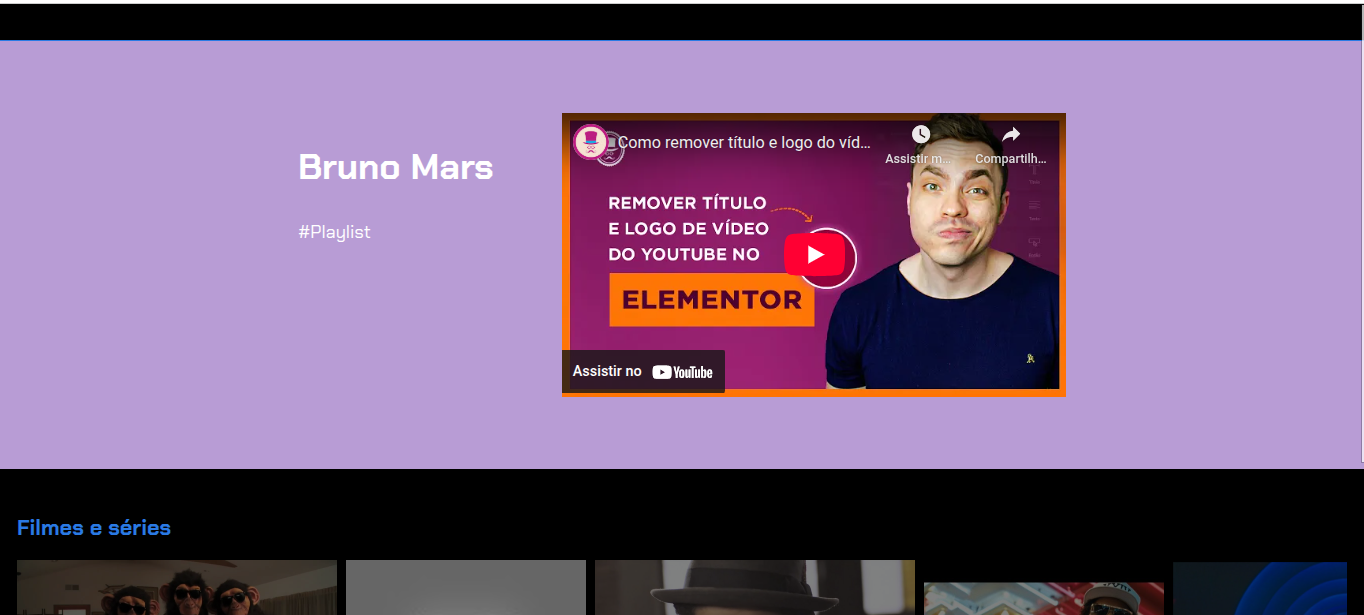 Bruno Mars
#Playlist
Como remover título e logo do víd...
Assistir m...
Compartilh...
REMOVER TÍTULO
E LOGO DE VÍDEO
DO YOUTUBE NO
ELEMENTOR
Assistir no YouTube
Filmes e séries